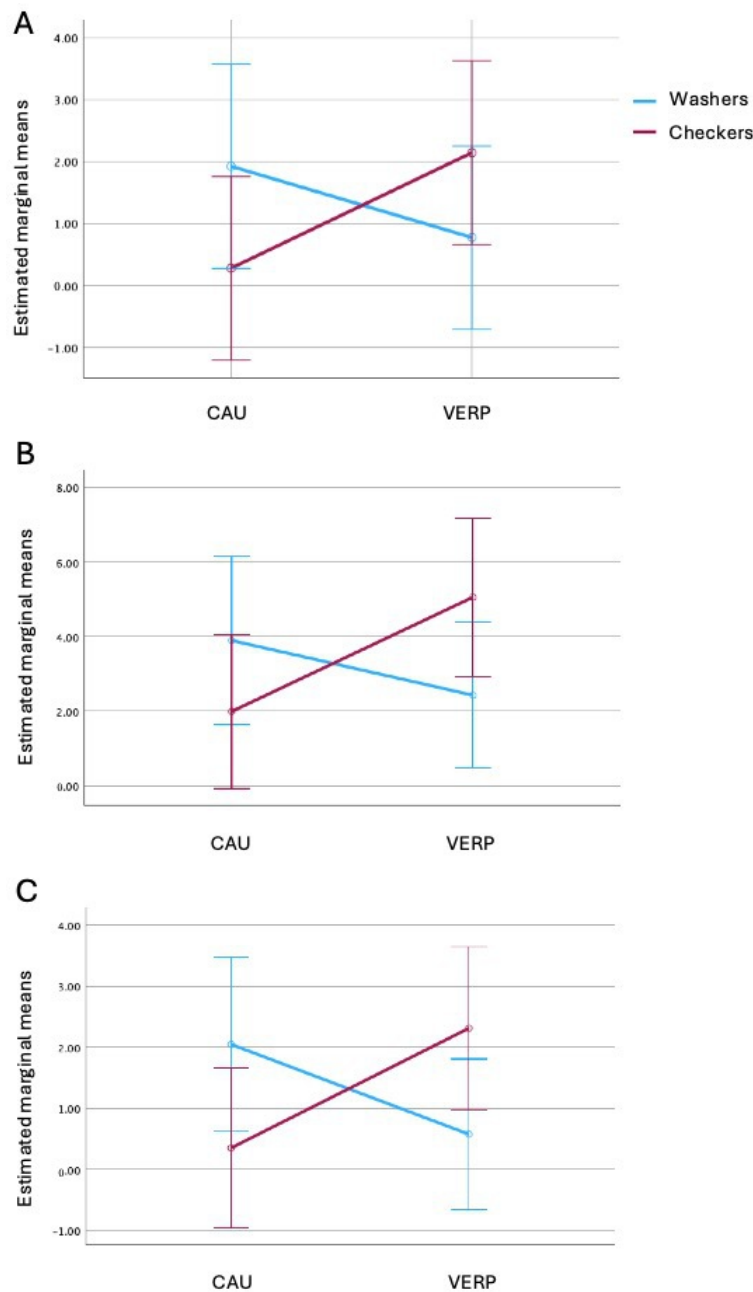 A
Estimated marginal means
4.00
3.00
2.00
1.00
0.00
-1.00
CAU VERP
Washers
Checkers
B
Estimated marginal means
8.00
6.00
4.00
2.00
0.00
CAU VERP
C
Estimated marginal means
4.00
3.00
2.00
1.00
0.00
-1.00
CAU VERP